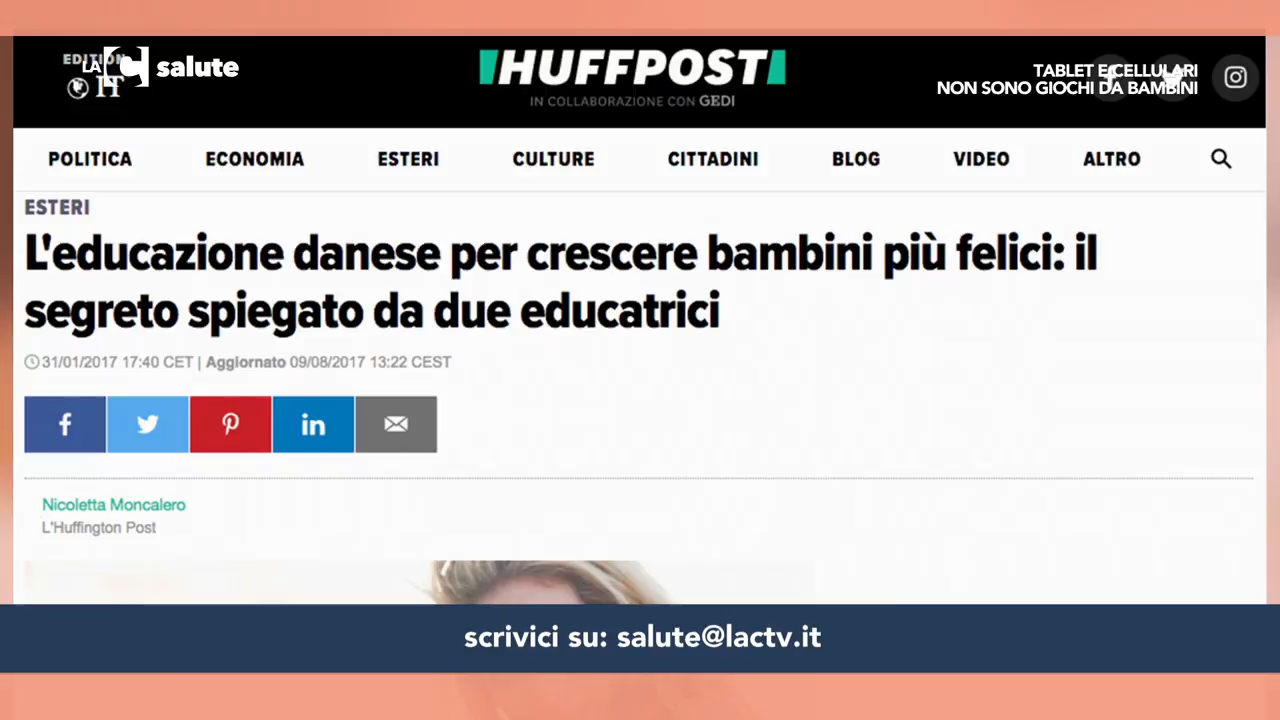 EDITION
IT
LA C salute
HUFFPOST
IN COLLABORAZIONE CON GEDI
TABLET E CELLULARI
NON SONO GIOCHI DA BAMBINI
POLITICA ECONOMIA ESTERI CULTURE CITTADINI BLOG VIDEO ALTRO
ESTERI
L'educazione danese per crescere bambini più felici: il
segreto spiegato da due educatrici
31/01/2017 17:40 CET | Aggiornato 09/08/2017 13:22 CEST
Nicoletta Moncalero
L'Huffington Post
scrivici su: salute@lactv.it